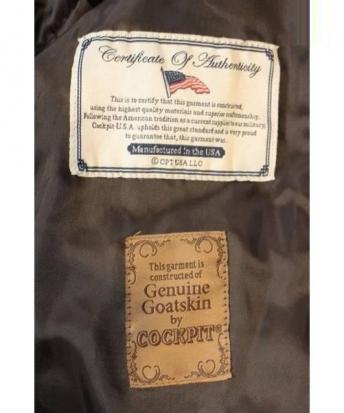 Certificate Of Authenticity
This is to certify that this garment is constructed,
using the highest quality materials and superior craftsmanship.
Following the American tradition as a current supplier to our military,
Cockpit U.S.A. upholds this great standard and is very proud
to guarantee that, this garment was.
Manufactured In the USA
© CPT USA LLC
This garment is
constructed of
Genuine
Goatskin
by
COCKPIT®